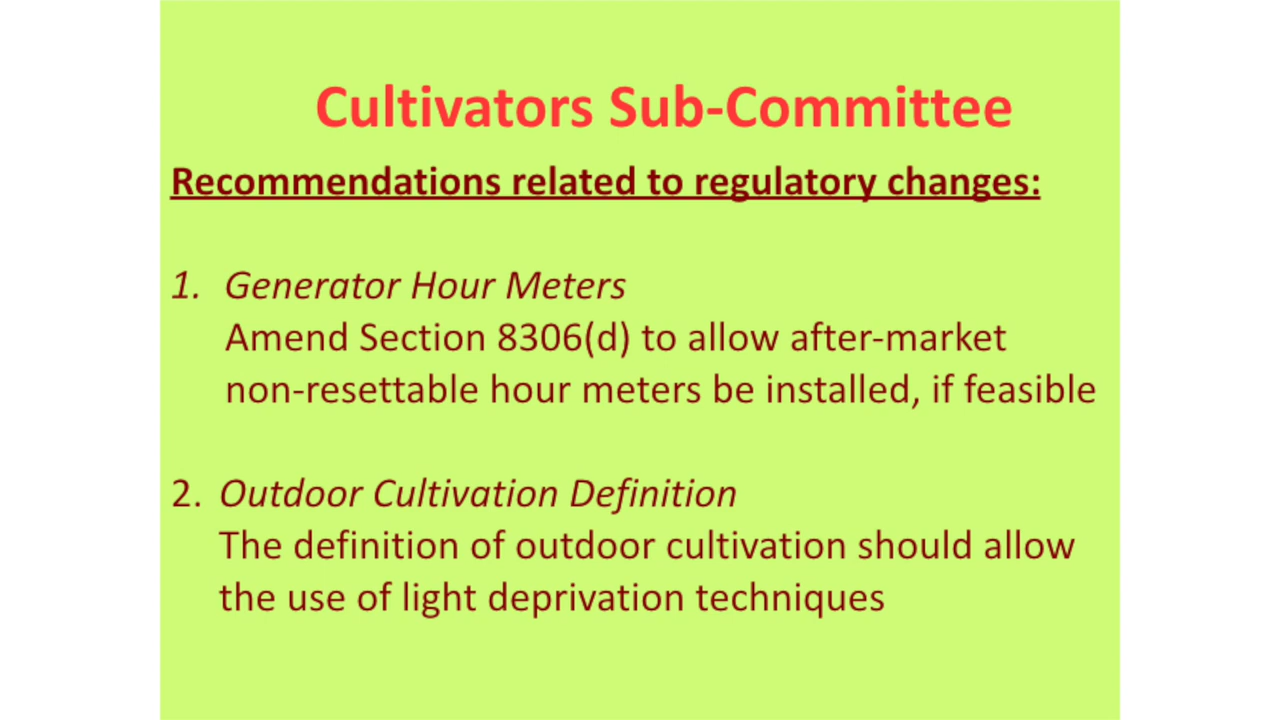 Cultivators Sub-Committee
Recommendations related to regulatory changes:
1. Generator Hour Meters
Amend Section 8306(d) to allow after-market
non-resettable hour meters be installed, if feasible
2. Outdoor Cultivation Definition
The definition of outdoor cultivation should allow
the use of light deprivation techniques